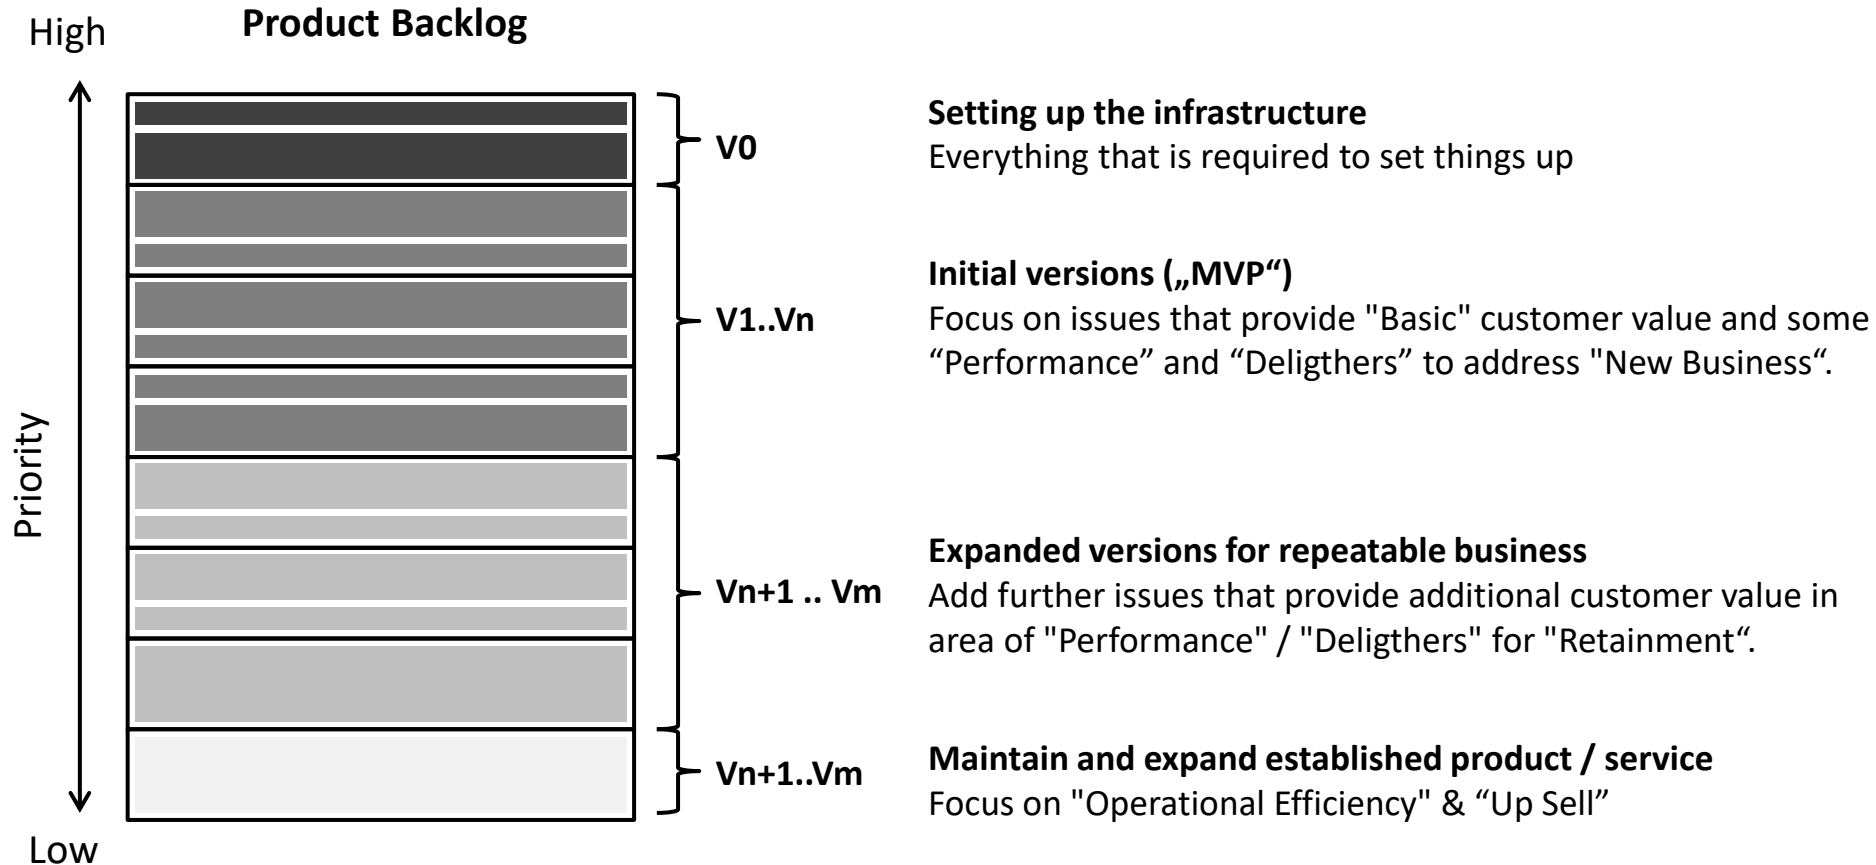 High
Product Backlog
Priority
Low
V0
Setting up the infrastructure
Everything that is required to set things up
V1..Vn
Initial versions („MVP“)
Focus on issues that provide "Basic" customer value and some
“Performance” and “Deligthers” to address "New Business“.
Vn+1 .. Vm
Expanded versions for repeatable business
Add further issues that provide additional customer value in
area of "Performance" / "Deligthers" for "Retainment“.
Vn+1..Vm
Maintain and expand established product / service
Focus on "Operational Efficiency" & “Up Sell”